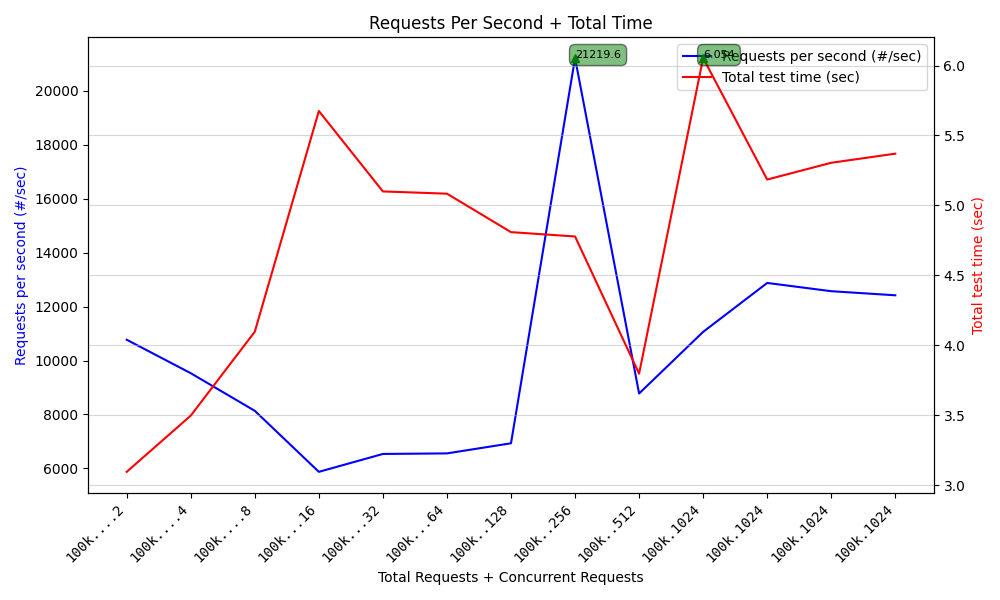 Requests Per Second + Total Time
21219.6
6.054
Requests per second (#/sec)
Total test time (sec)
Requests per second (#/sec)
20000
18000
16000
14000
12000
10000
8000
6000
6.0
5.5
5.0
4.5
4.0
3.5
3.0
Total test time (sec)
100k....2
100k....4
100k....8
100k...16
100k...32
100k...64
100k..128
100k..256
100k..512
100k.1024
100k.1024
100k.1024
100k.1024
Total Requests + Concurrent Requests